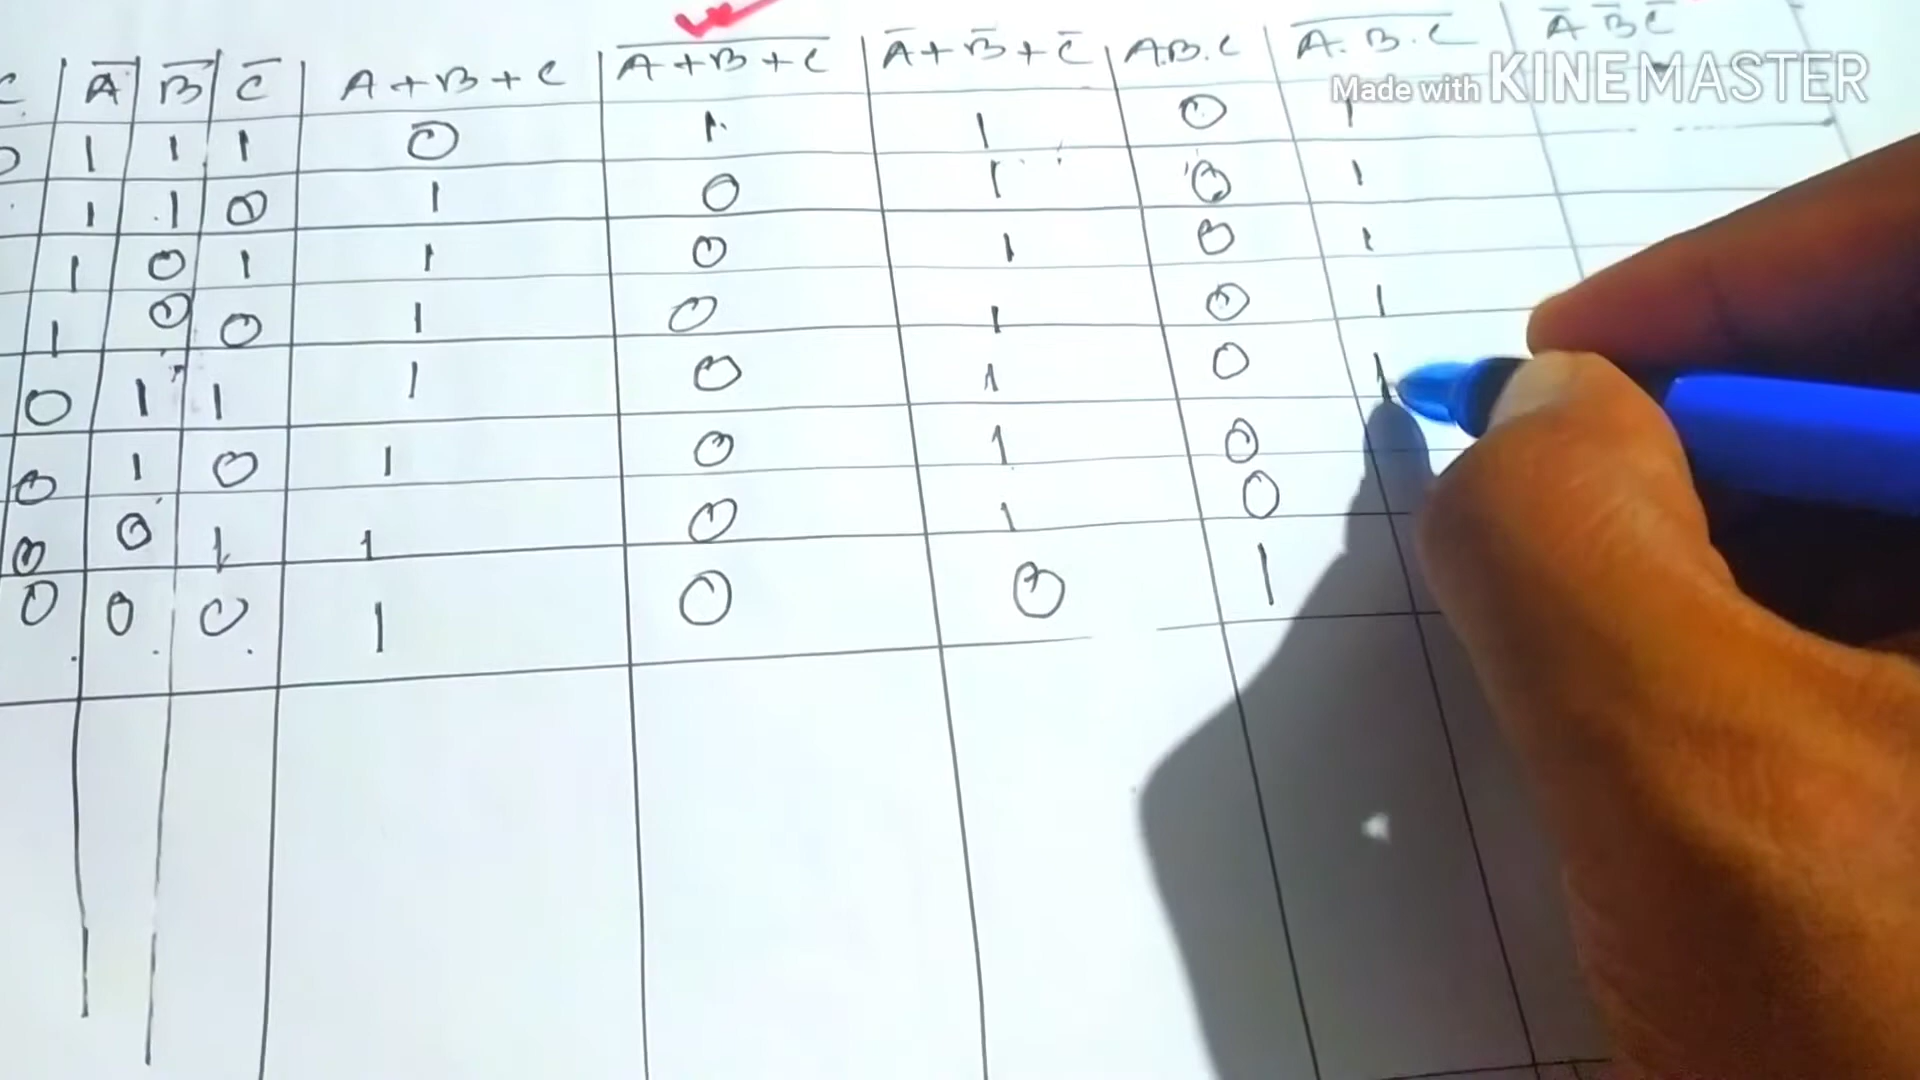 C A̅ B̅ C̅ A+B+C \overline{A+B+C} A̅+B̅+C̅ A.B.C \overline{A.B.C} A̅ B̅ C̅
Made with KINEMASTER
0 1 1 1 0 1 1 0 1
1 1 0 1 0 1 0 1
1 0 1 1 0 1 0 1
1 0 0 1 0 1 0 1
0 1 1 1 0 1 0 1
0 1 0 1 0 1 0
0 0 1 1 0 1 0
0 0 0 1 0 0 1